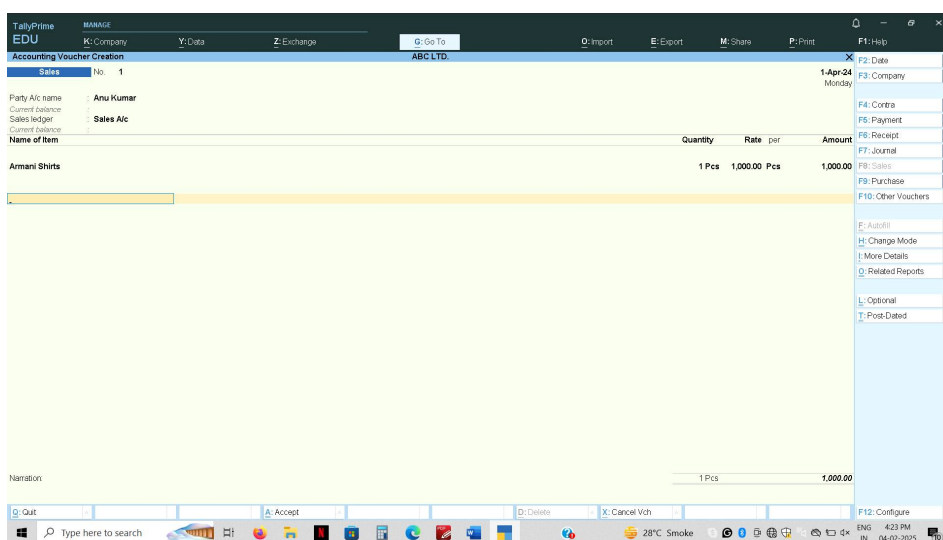 TallyPrime MANAGE
EDU K: Company Y: Data Z: Exchange G: Go To O: Import E: Export M: Share P: Print F1: Help
Accounting Voucher Creation ABC LTD. F2: Date
Sales No. 1 1-Apr-24 F3: Company
Monday
Party A/c name : Anu Kumar
Current balance : F4: Contra
Sales ledger : Sales A/c F5: Payment
Current balance : F6: Receipt
Name of Item Quantity Rate per Amount
F7: Journal
Armani Shirts 1 Pcs 1,000.00 Pcs 1,000.00 F8: Sales
F9: Purchase
F10: Other Vouchers
F: Autofill
H: Change Mode
I: More Details
O: Related Reports
L: Optional
T: Post-Dated
Narration: 1 Pcs 1,000.00
Q: Quit A: Accept D: Delete X: Cancel Vch F12: Configure
Type here to search 28°C Smoke ENG 4:23 PM
IN 04-02-2025